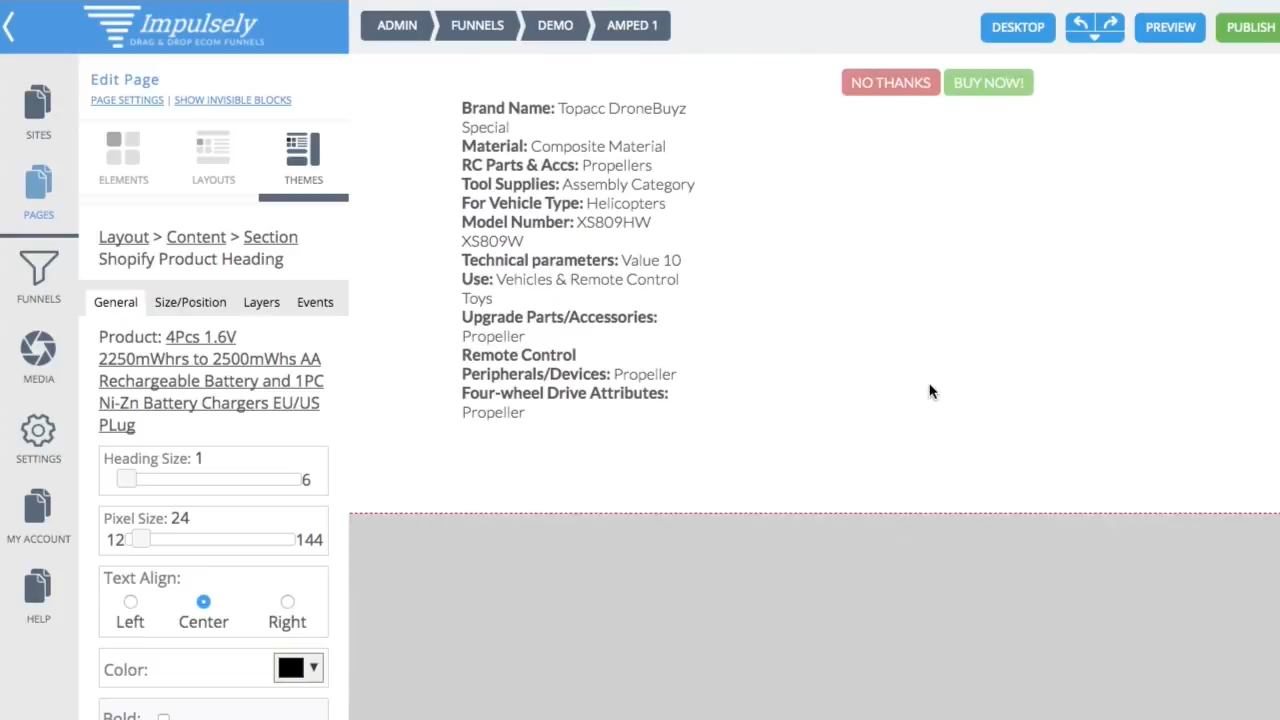 Impulsely
DRAG & DROP ECOM FUNNELS
ADMIN
FUNNELS
DEMO
AMPED 1
DESKTOP
PREVIEW
PUBLISH
SITES
PAGES
FUNNELS
MEDIA
SETTINGS
MY ACCOUNT
HELP
Edit Page
PAGE SETTINGS | SHOW INVISIBLE BLOCKS
ELEMENTS
LAYOUTS
THEMES
Layout > Content > Section
Shopify Product Heading
General
Size/Position
Layers
Events
Product: 4Pcs 1.6V
2250mWhrs to 2500mWhs AA
Rechargeable Battery and 1PC
Ni-Zn Battery Chargers EU/US
PLug
Heading Size: 1
6
Pixel Size: 24
12
144
Text Align:
Left
Center
Right
Color:
Bold:
NO THANKS
BUY NOW!
Brand Name: Topacc DroneBuyz
Special
Material: Composite Material
RC Parts & Accs: Propellers
Tool Supplies: Assembly Category
For Vehicle Type: Helicopters
Model Number: XS809HW
XS809W
Technical parameters: Value 10
Use: Vehicles & Remote Control
Toys
Upgrade Parts/Accessories:
Propeller
Remote Control
Peripherals/Devices: Propeller
Four-wheel Drive Attributes:
Propeller